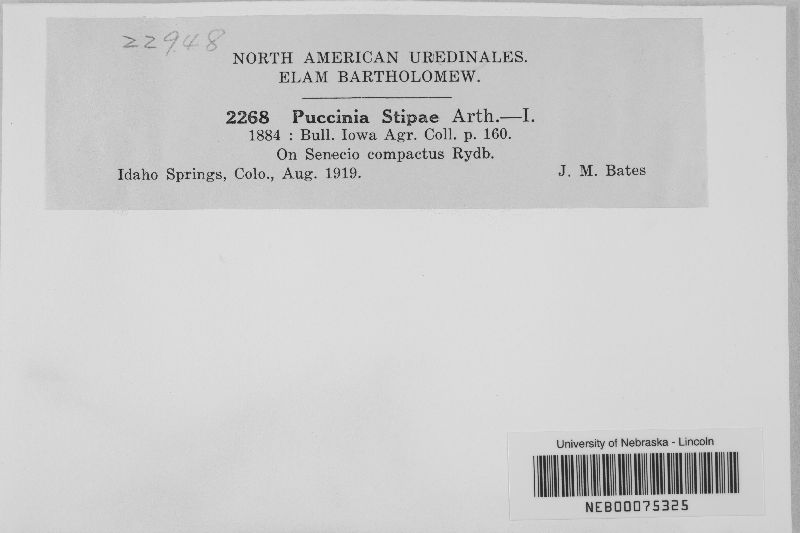 22948
NORTH AMERICAN UREDINALES.
ELAM BARTHOLOMEW.
2268 Puccinia Stipae Arth.—I.
1884 : Bull. Iowa Agr. Coll. p. 160.
On Senecio compactus Rydb.
Idaho Springs, Colo., Aug. 1919. J. M. Bates
University of Nebraska - Lincoln
NEB00075325